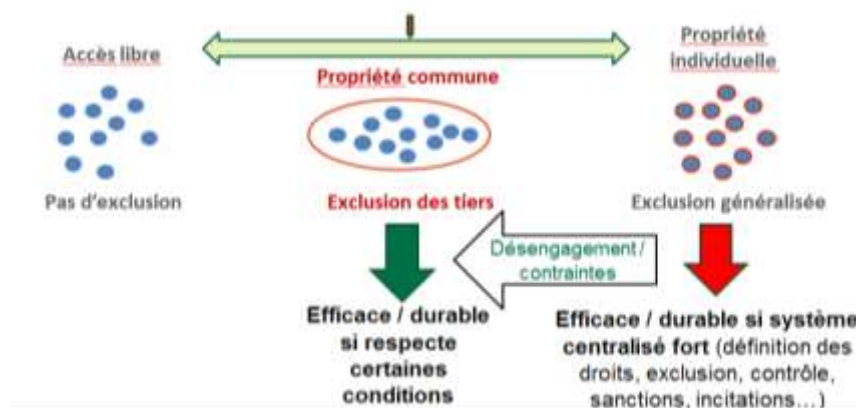 Accès libre
Propriété
individuelle
Propriété commune
Pas d'exclusion
Exclusion des tiers
Exclusion généralisée
Désengagement/
contraintes
Efficace / durable
si respecte
certaines
conditions
Efficace / durable si système
centralisé fort (définition des
droits, exclusion, contrôle,
sanctions, incitations…)